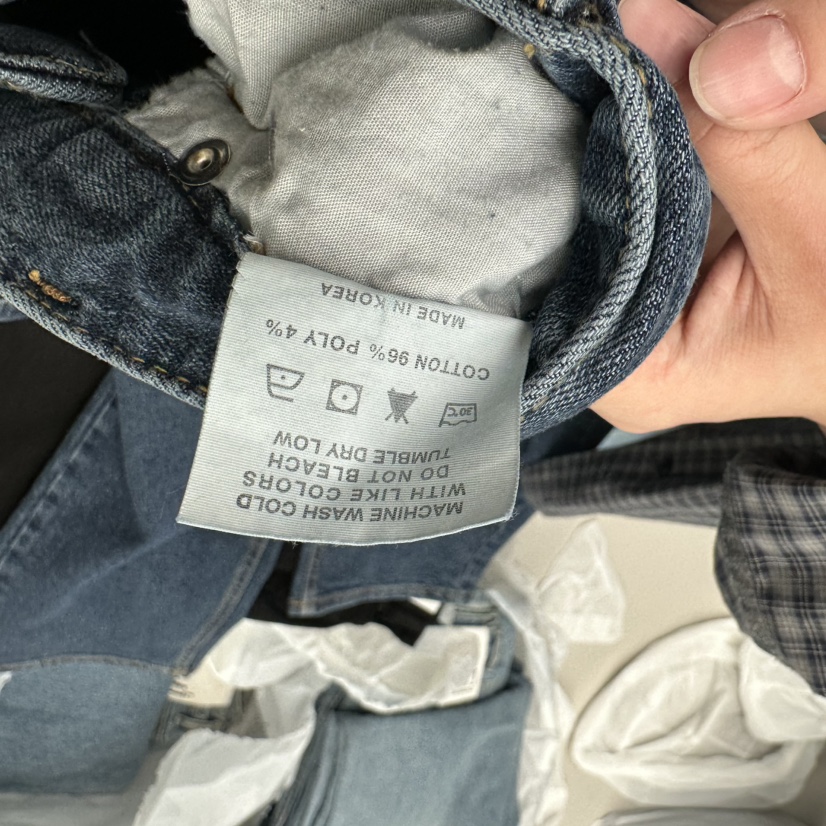 MACHINE WASH COLD
WITH LIKE COLORS
DO NOT BLEACH
TUMBLE DRY LOW
30℃
COTTON 96% POLY 4%
MADE IN KOREA